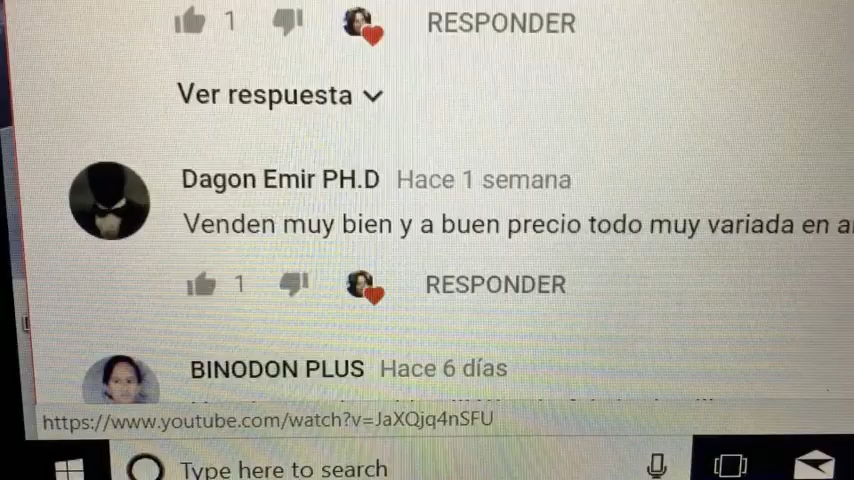 1 RESPONDER
Ver respuesta
Dagon Emir PH.D Hace 1 semana
Venden muy bien y a buen precio todo muy variada en
1 RESPONDER
BINODON PLUS Hace 6 días
https://www.youtube.com/watch?v=JaXQjq4nSFU
Type here to search